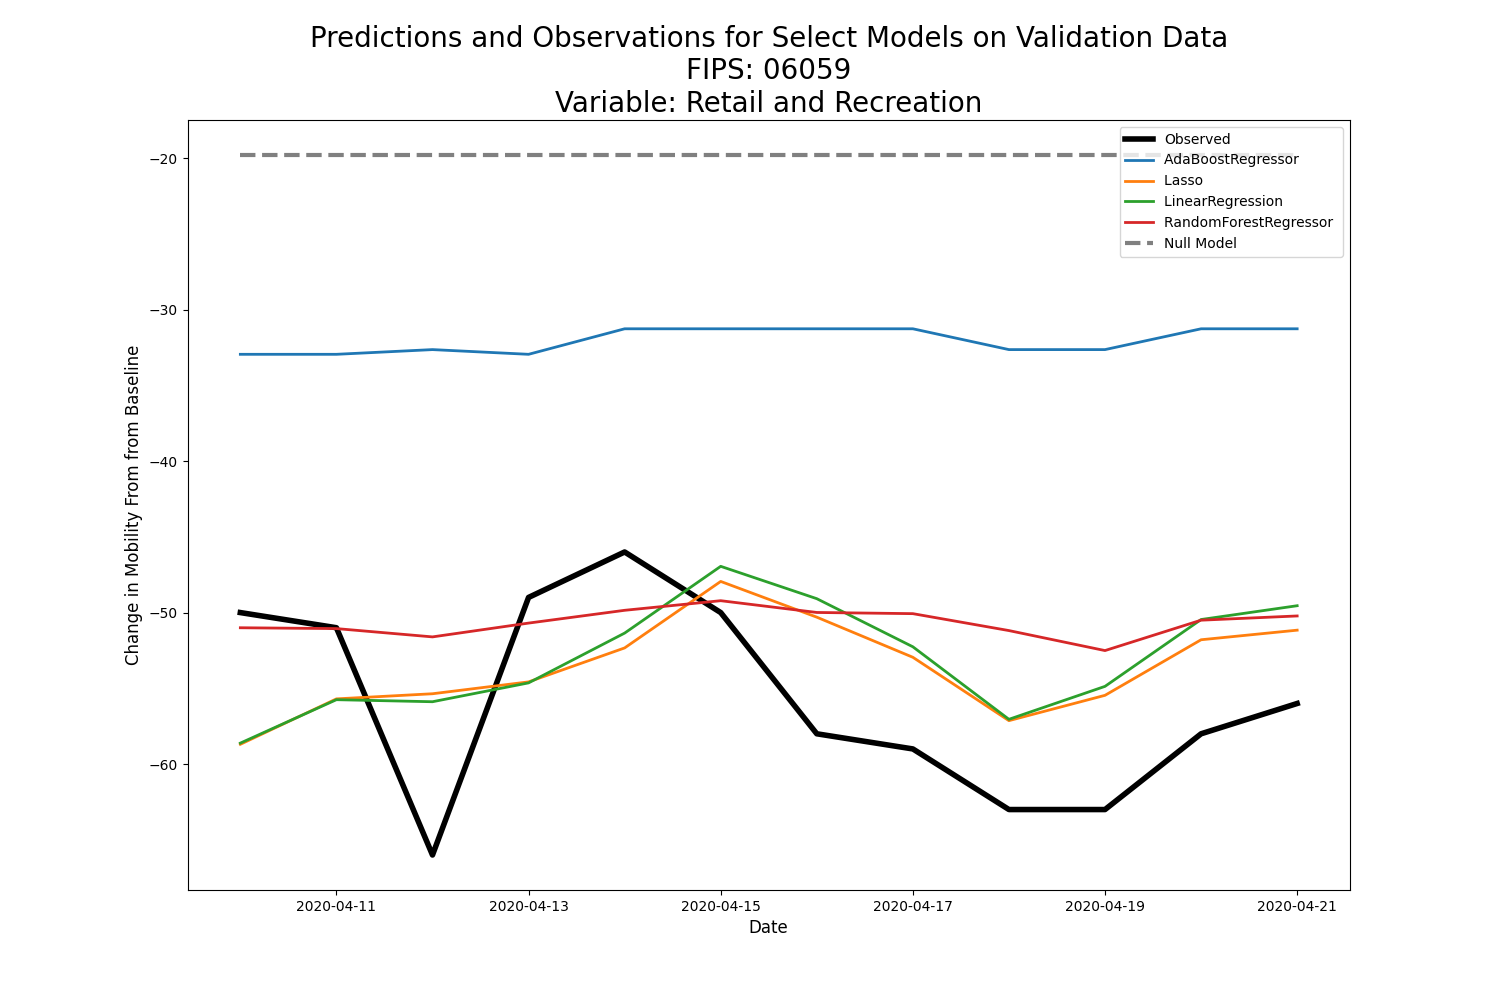 Predictions and Observations for Select Models on Validation Data
FIPS: 06059
Variable: Retail and Recreation
Observed
AdaBoostRegressor
Lasso
LinearRegression
RandomForestRegressor
Null Model
−20
−30
−40
−50
−60
Change in Mobility From from Baseline
2020-04-11
2020-04-13
2020-04-15
2020-04-17
2020-04-19
2020-04-21
Date